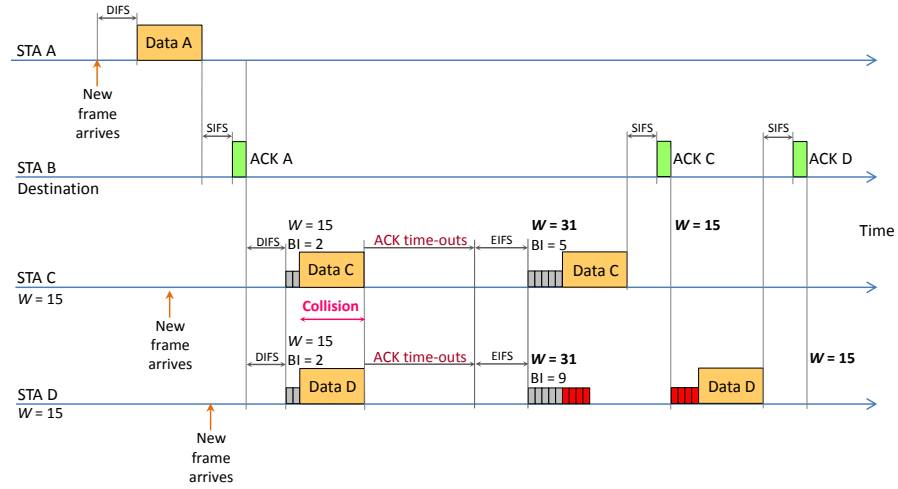 DIFS
Data A
STA A
New
frame
arrives
SIFS
ACK A
SIFS
ACK C
SIFS
ACK D
STA B
Destination
W = 15
BI = 2
DIFS
ACK time-outs
EIFS
W = 31
BI = 5
W = 15
Time
Data C
Data C
STA C
W = 15
Collision
New
frame
arrives
W = 15
BI = 2
DIFS
ACK time-outs
EIFS
W = 31
BI = 9
W = 15
Data D
Data D
STA D
W = 15
New
frame
arrives